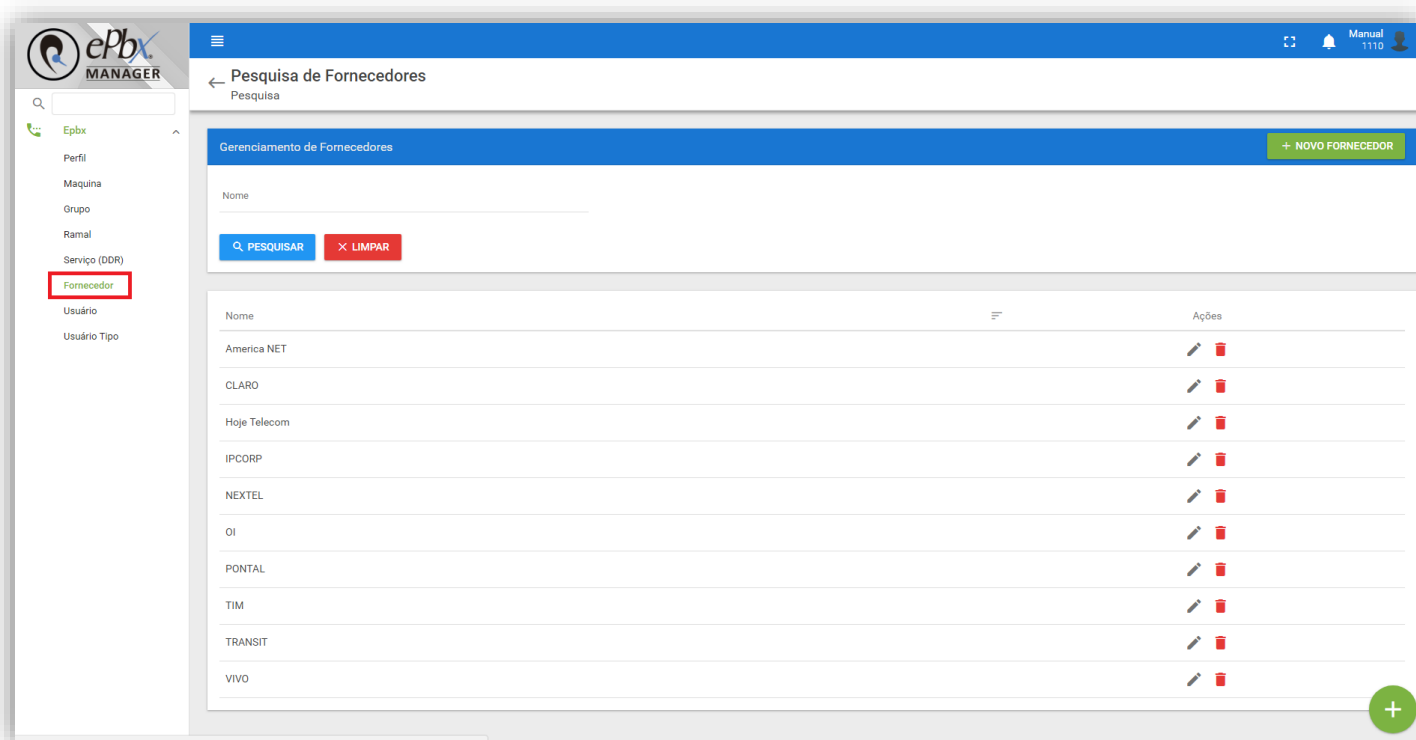 ePbx.
MANAGER
Manual
1110
Pesquisa de Fornecedores
Pesquisa
Epbx
Perfil
Maquina
Grupo
Ramal
Serviço (DDR)
Fornecedor
Usuário
Usuário Tipo
Gerenciamento de Fornecedores
+ NOVO FORNECEDOR
Nome
PESQUISAR
LIMPAR
Nome Ações
America NET
CLARO
Hoje Telecom
IPCORP
NEXTEL
OI
PONTAL
TIM
TRANSIT
VIVO